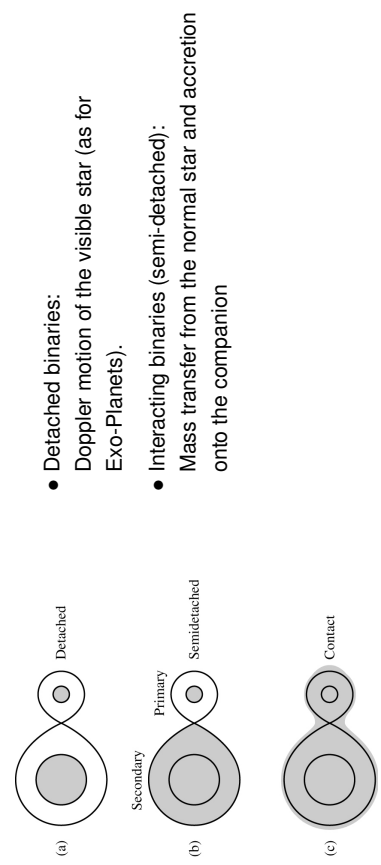 (a)
Detached
Secondary
Primary
(b)
Semidetached
(c)
Contact
• Detached binaries:
Doppler motion of the visible star (as for
Exo-Planets).
• Interacting binaries (semi-detached):
Mass transfer from the normal star and accretion
onto the companion